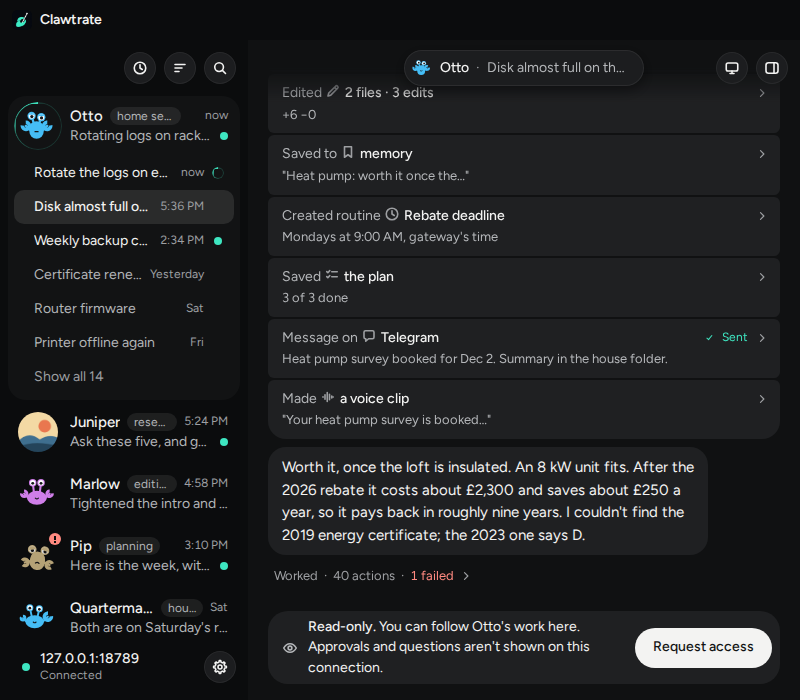 Clawtrate
Otto home se... now
Rotating logs on rack...
Rotate the logs on e... now
Disk almost full o... 5:36 PM
Weekly backup c... 2:34 PM
Certificate rene... Yesterday
Router firmware Sat
Printer offline again Fri
Show all 14
Juniper rese... 5:24 PM
Ask these five, and g...
Marlow editi... 4:58 PM
Tightened the intro and ...
Pip planning 3:10 PM
Here is the week, wit...
Quarterma... hou... Sat
Both are on Saturday's r...
127.0.0.1:18789
Connected
Otto · Disk almost full on th...
Edited 2 files · 3 edits
+6 −0
Saved to memory
"Heat pump: worth it once the..."
Created routine Rebate deadline
Mondays at 9:00 AM, gateway's time
Saved the plan
3 of 3 done
Message on Telegram ✓ Sent
Heat pump survey booked for Dec 2. Summary in the house folder.
Made a voice clip
"Your heat pump survey is booked..."
Worth it, once the loft is insulated. An 8 kW unit fits. After the
2026 rebate it costs about £2,300 and saves about £250 a
year, so it pays back in roughly nine years. I couldn't find the
2019 energy certificate; the 2023 one says D.
Worked · 40 actions · 1 failed
Read-only. You can follow Otto's work here.
Approvals and questions aren't shown on this
connection.
Request access